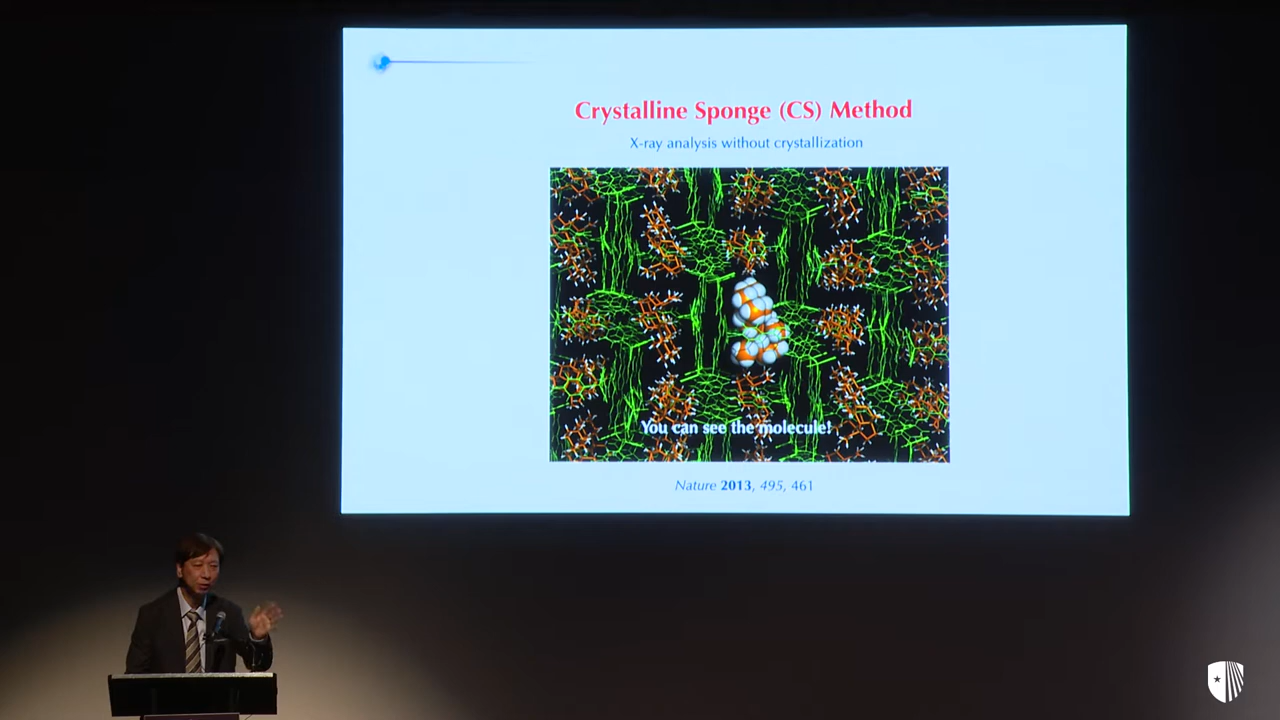 Crystalline Sponge (CS) Method
X-ray analysis without crystallization
You can see the molecule!
Nature 2013, 495, 461